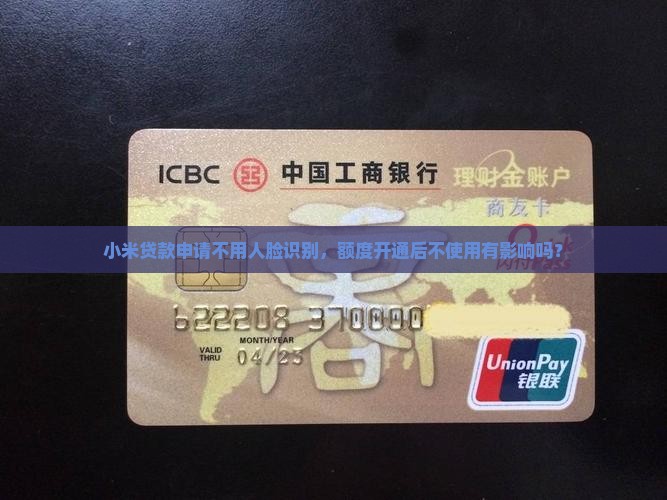 ICBC 中国工商银行 理财金账户
商友卡
小米贷款申请不用人脸识别，额度开通后不使用有影响吗？
622208 370000
MONTH/YEAR
VALID THRU 04/23
UnionPay
银联